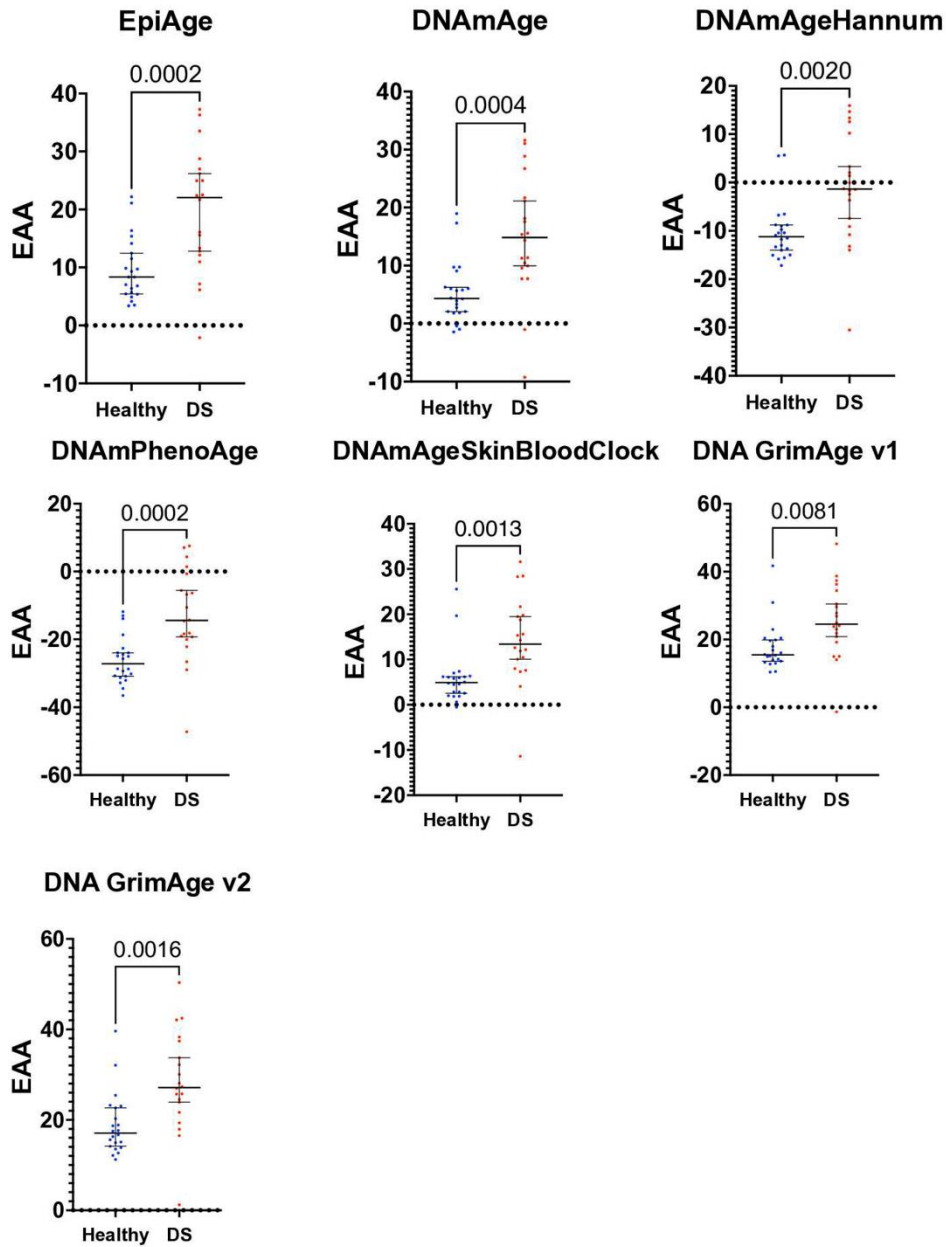 EpiAge
0.0002
40
30
20
10
0
-10
EAA
Healthy DS
DNAmAge
0.0004
40
30
20
10
0
-10
EAA
Healthy DS
DNAmAgeHannum
0.0020
20
10
0
-10
-20
-30
-40
EAA
Healthy DS
DNAmPhenoAge
0.0002
20
0
-20
-40
-60
EAA
Healthy DS
DNAmAgeSkinBloodClock
0.0013
40
30
20
10
0
-10
-20
EAA
Healthy DS
DNA GrimAge v1
0.0081
60
40
20
0
-20
EAA
Healthy DS
DNA GrimAge v2
0.0016
60
40
20
0
EAA
Healthy DS